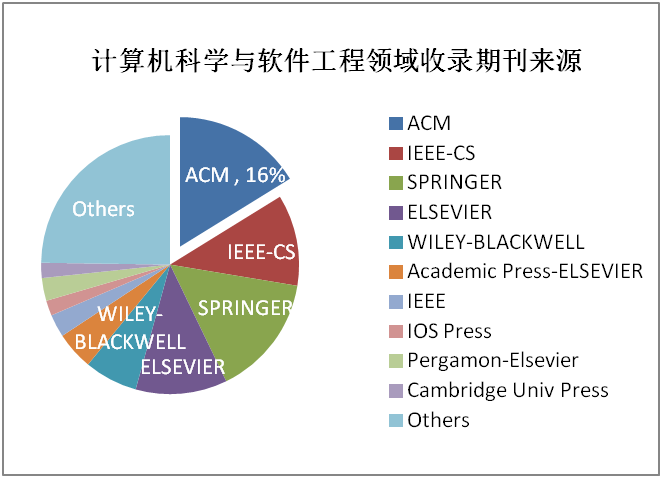 计算机科学与软件工程领域收录期刊来源
ACM , 16%
IEEE-CS
SPRINGER
ELSEVIER
WILEY-
BLACKWELL
Others
ACM
IEEE-CS
SPRINGER
ELSEVIER
WILEY-BLACKWELL
Academic Press-ELSEVIER
IEEE
IOS Press
Pergamon-Elsevier
Cambridge Univ Press
Others